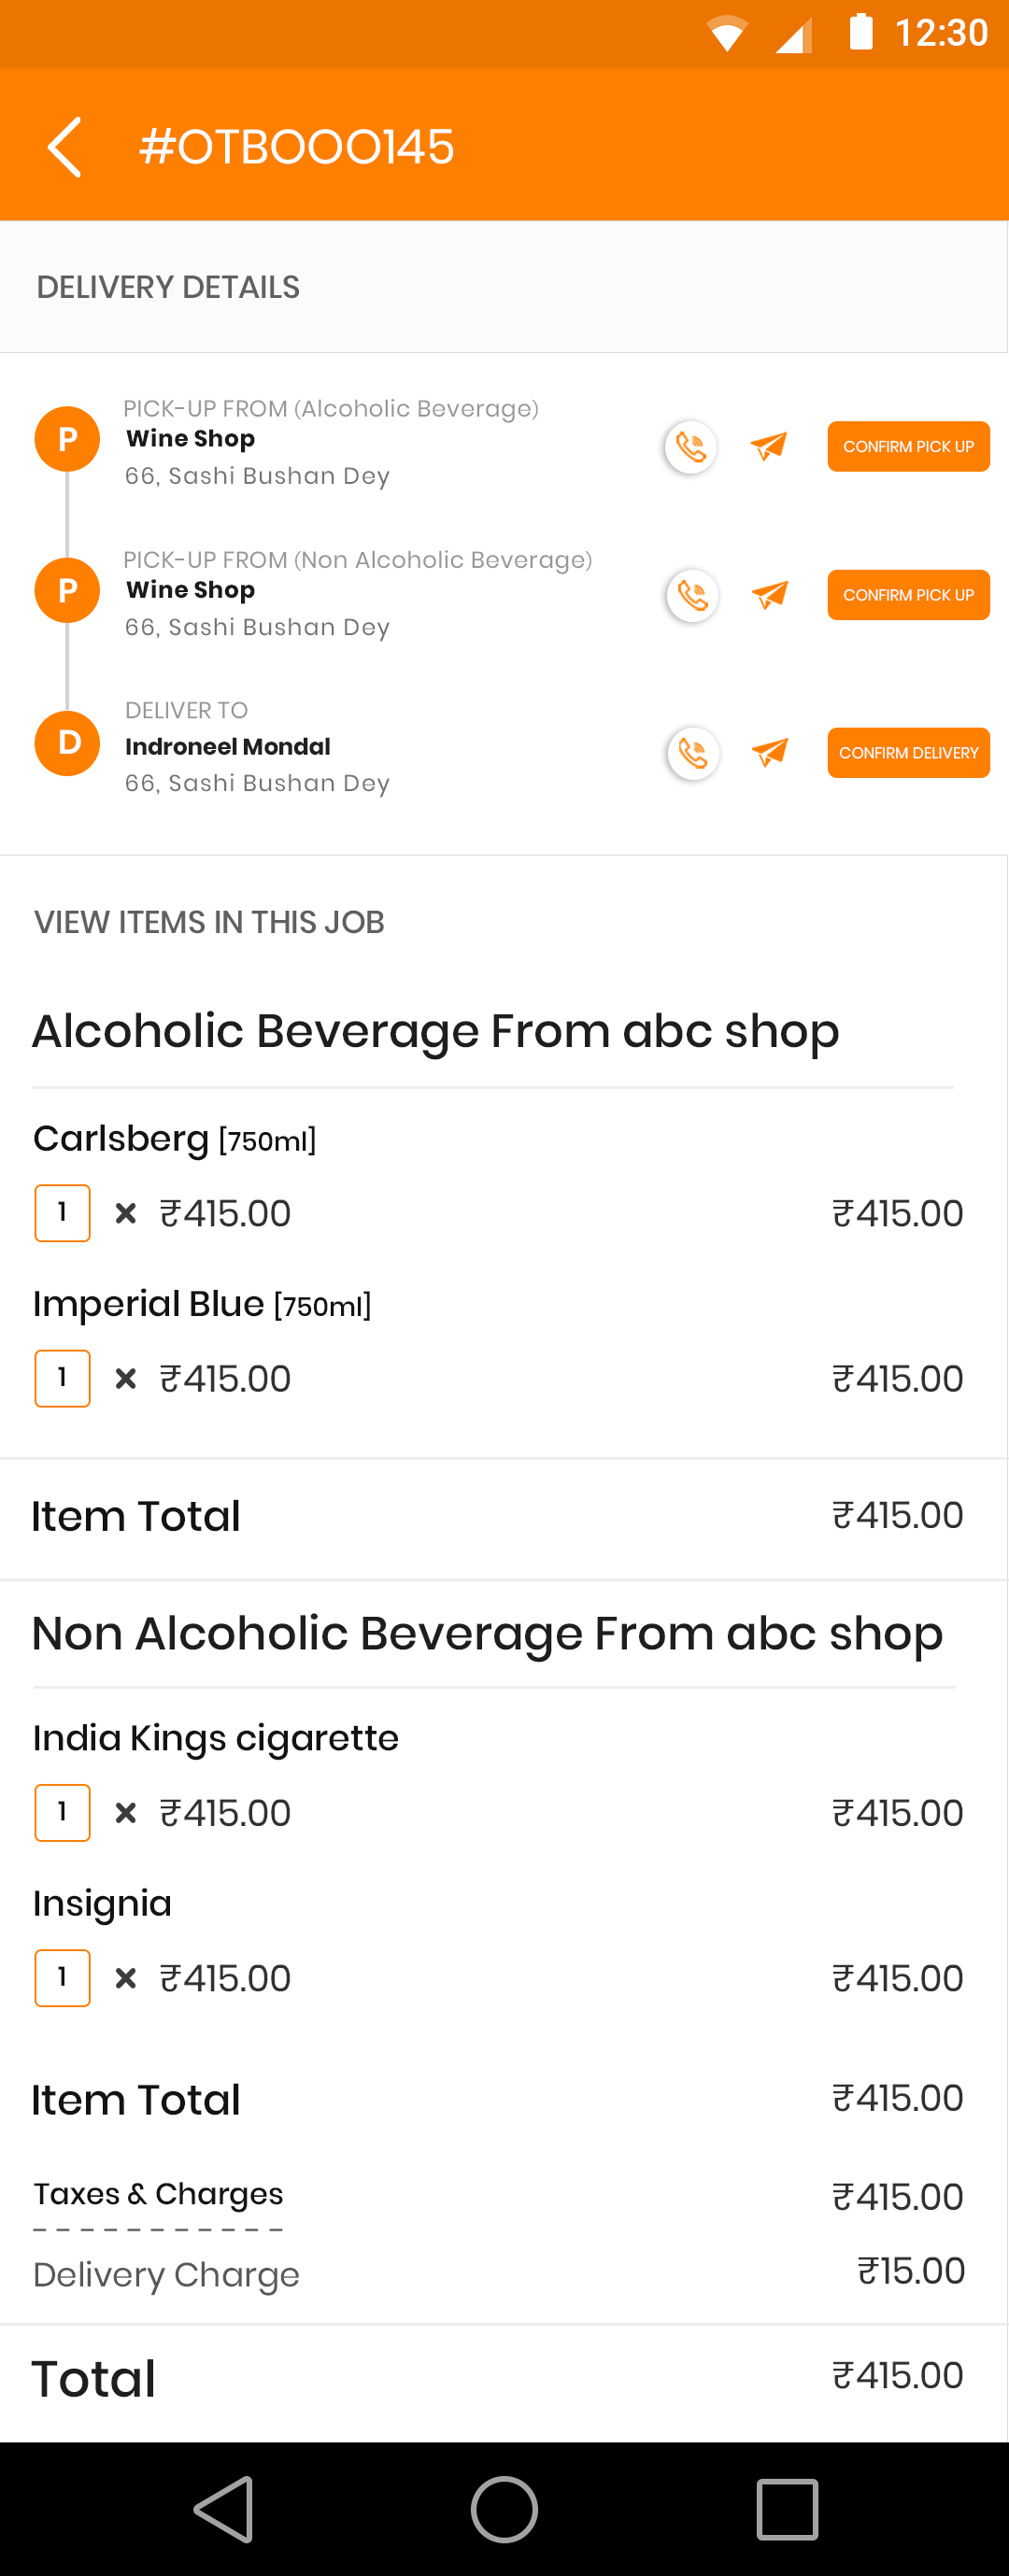 12:30
#OTBOOO145
DELIVERY DETAILS
P
PICK-UP FROM (Alcoholic Beverage)
Wine Shop
66, Sashi Bushan Dey
CONFIRM PICK UP
P
PICK-UP FROM (Non Alcoholic Beverage)
Wine Shop
66, Sashi Bushan Dey
CONFIRM PICK UP
D
DELIVER TO
Indroneel Mondal
66, Sashi Bushan Dey
CONFIRM DELIVERY
VIEW ITEMS IN THIS JOB
Alcoholic Beverage From abc shop
Carlsberg [750ml]
1 × ₹415.00 ₹415.00
Imperial Blue [750ml]
1 × ₹415.00 ₹415.00
Item Total ₹415.00
Non Alcoholic Beverage From abc shop
India Kings cigarette
1 × ₹415.00 ₹415.00
Insignia
1 × ₹415.00 ₹415.00
Item Total ₹415.00
Taxes & Charges ₹415.00
Delivery Charge ₹15.00
Total ₹415.00